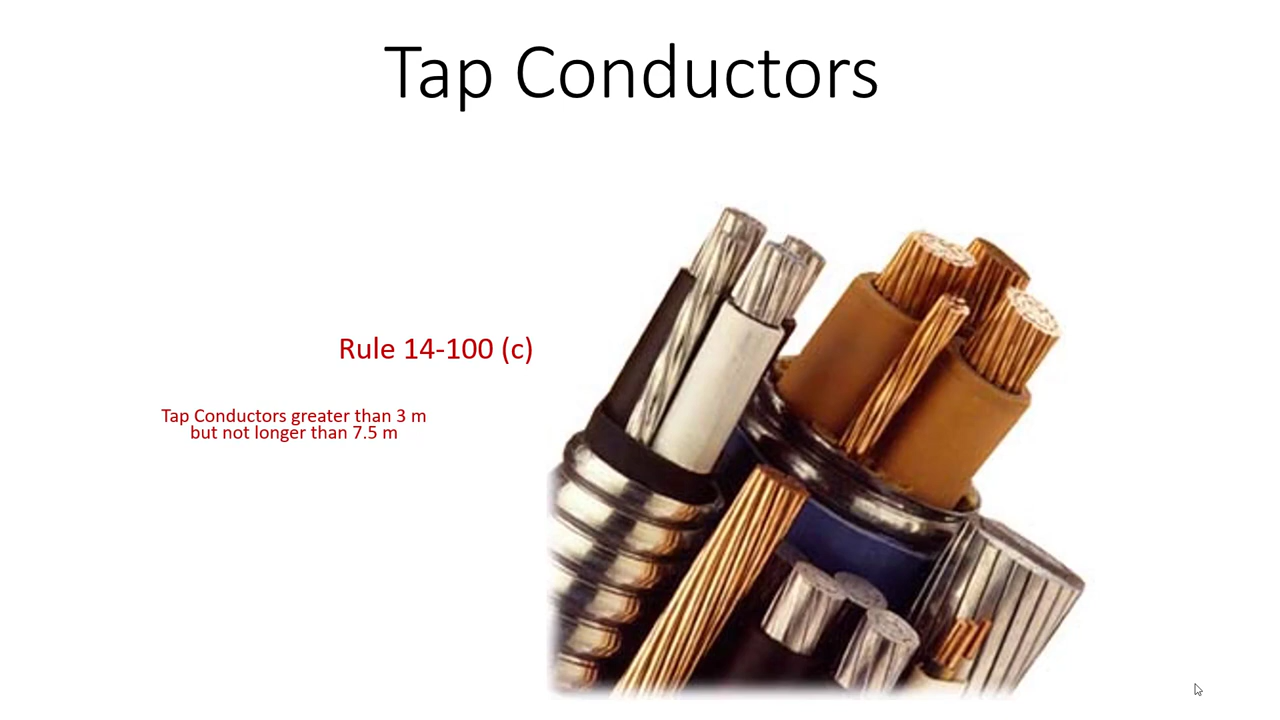 Tap Conductors
Rule 14-100 (c)
Tap Conductors greater than 3 m
but not longer than 7.5 m